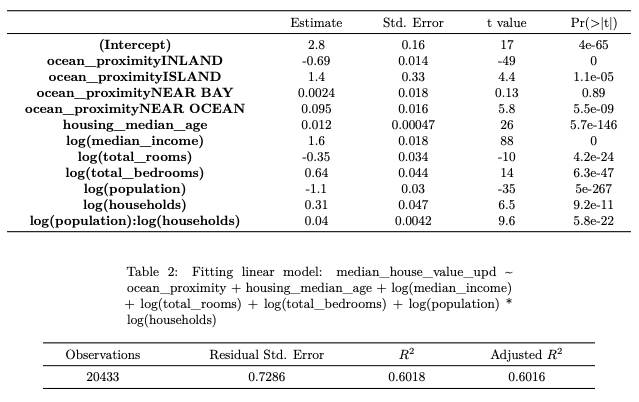 Estimate Std. Error t value Pr(>|t|)
(Intercept) 2.8 0.16 17 4e-65
ocean_proximityINLAND -0.69 0.014 -49 0
ocean_proximityISLAND 1.4 0.33 4.4 1.1e-05
ocean_proximityNEAR BAY 0.0024 0.018 0.13 0.89
ocean_proximityNEAR OCEAN 0.095 0.016 5.8 5.5e-09
housing_median_age 0.012 0.00047 26 5.7e-146
log(median_income) 1.6 0.018 88 0
log(total_rooms) -0.35 0.034 -10 4.2e-24
log(total_bedrooms) 0.64 0.044 14 6.3e-47
log(population) -1.1 0.03 -35 5e-267
log(households) 0.31 0.047 6.5 9.2e-11
log(population):log(households) 0.04 0.0042 9.6 5.8e-22
Table 2: Fitting linear model: median_house_value_upd ~
ocean_proximity + housing_median_age + log(median_income)
+ log(total_rooms) + log(total_bedrooms) + log(population) *
log(households)
Observations Residual Std. Error R² Adjusted R²
20433 0.7286 0.6018 0.6016